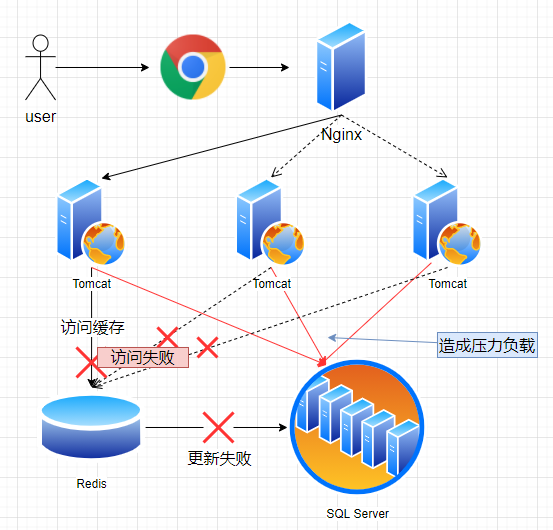 user
Nginx
Tomcat
Tomcat
Tomcat
访问缓存
访问失败
造成压力负载
更新失败
Redis
SQL Server